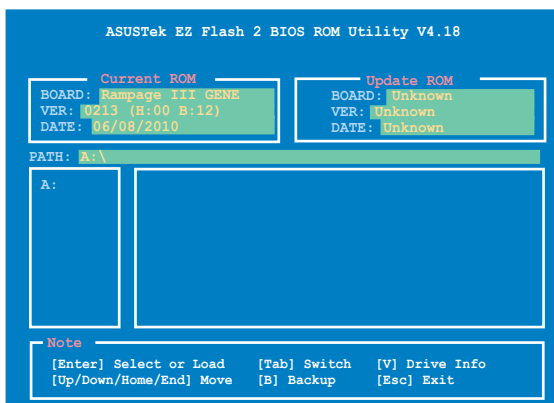 ASUSTek EZ Flash 2 BIOS ROM Utility V4.18
Current ROM
BOARD: Rampage III GENE
VER: 0213 (H:00 B:12)
DATE: 06/08/2010
Update ROM
BOARD: Unknown
VER: Unknown
DATE: Unknown
PATH: A:\
A:
Note
[Enter] Select or Load [Tab] Switch [V] Drive Info
[Up/Down/Home/End] Move [B] Backup [Esc] Exit